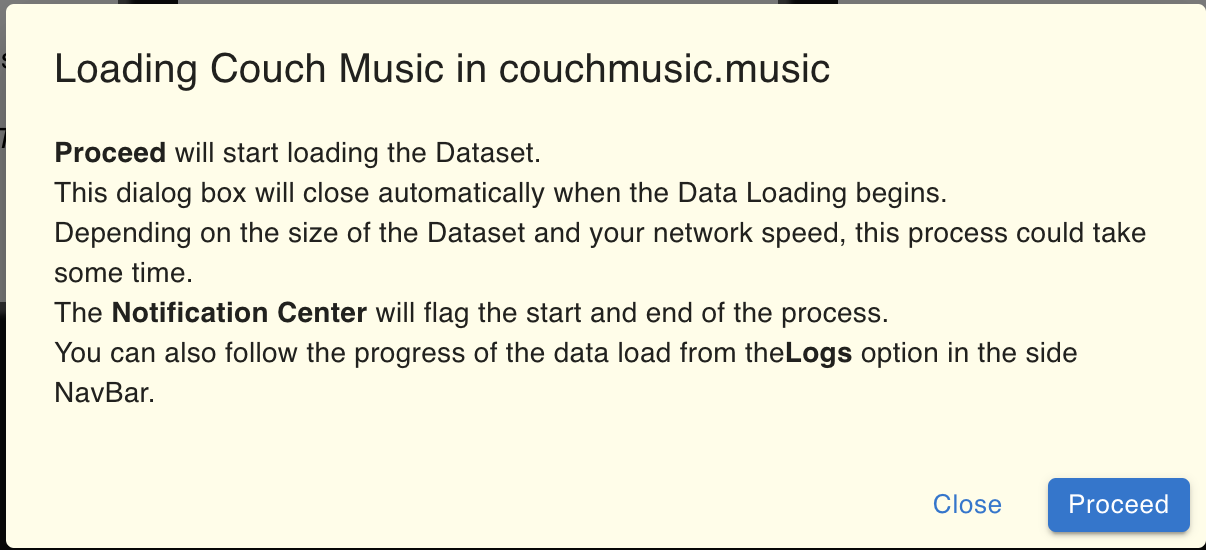 Loading Couch Music in couchmusic.music
Proceed will start loading the Dataset.
This dialog box will close automatically when the Data Loading begins.
Depending on the size of the Dataset and your network speed, this process could take
some time.
The Notification Center will flag the start and end of the process.
You can also follow the progress of the data load from theLogs option in the side
NavBar.
Close Proceed